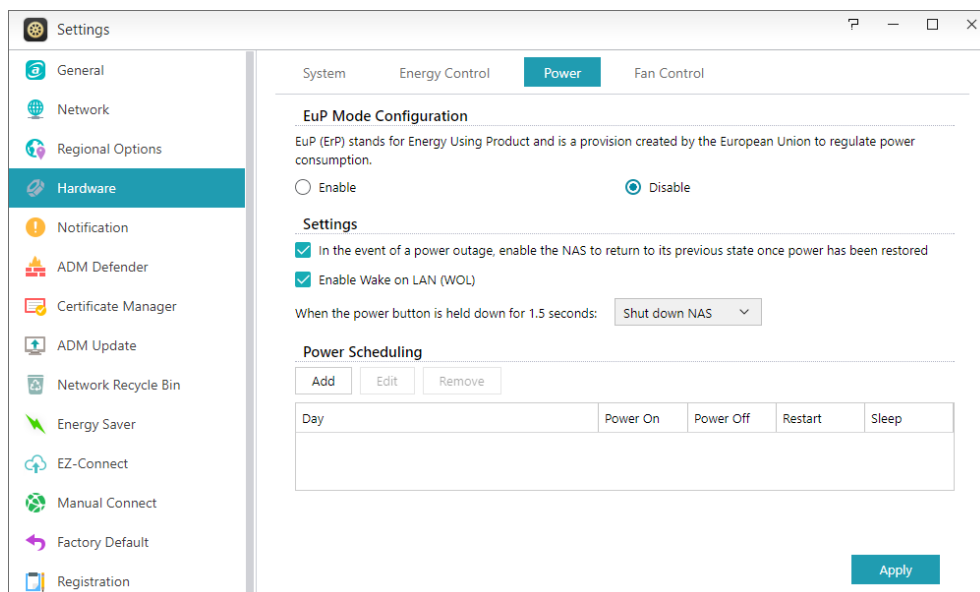 Settings
General
Network
Regional Options
Hardware
Notification
ADM Defender
Certificate Manager
ADM Update
Network Recycle Bin
Energy Saver
EZ-Connect
Manual Connect
Factory Default
Registration
System Energy Control Power Fan Control
EuP Mode Configuration
EuP (ErP) stands for Energy Using Product and is a provision created by the European Union to regulate power
consumption.
Enable Disable
Settings
In the event of a power outage, enable the NAS to return to its previous state once power has been restored
Enable Wake on LAN (WOL)
When the power button is held down for 1.5 seconds: Shut down NAS
Power Scheduling
Add Edit Remove
Day Power On Power Off Restart Sleep
Apply